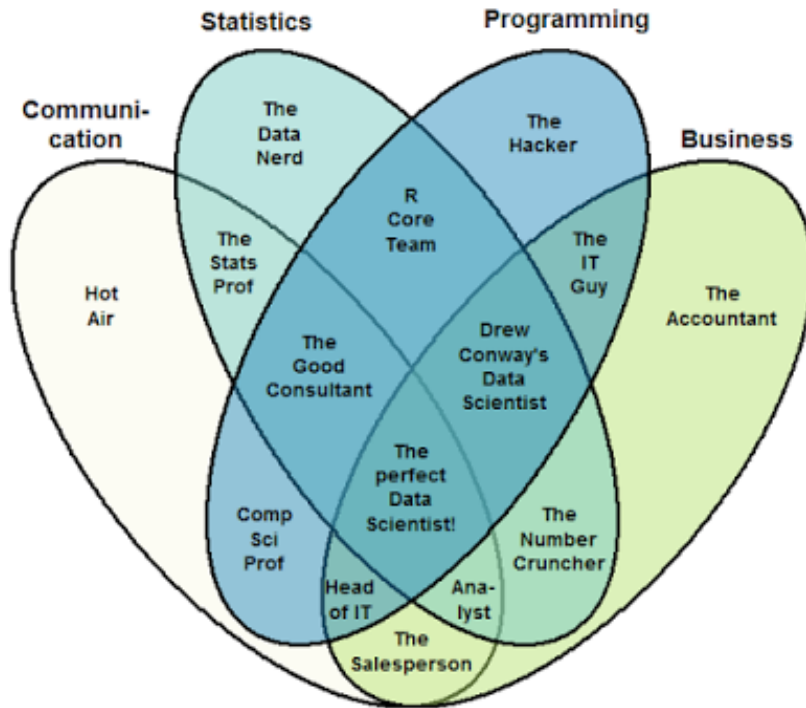 Statistics
Programming
Communi-
cation
Business
The
Data
Nerd
The
Hacker
R
Core
Team
The
Stats
Prof
The
IT
Guy
Hot
Air
The
Accountant
The
Good
Consultant
Drew
Conway's
Data
Scientist
The
perfect
Data
Scientist!
Comp
Sci
Prof
The
Number
Cruncher
Head
of IT
Ana-
lyst
The
Salesperson